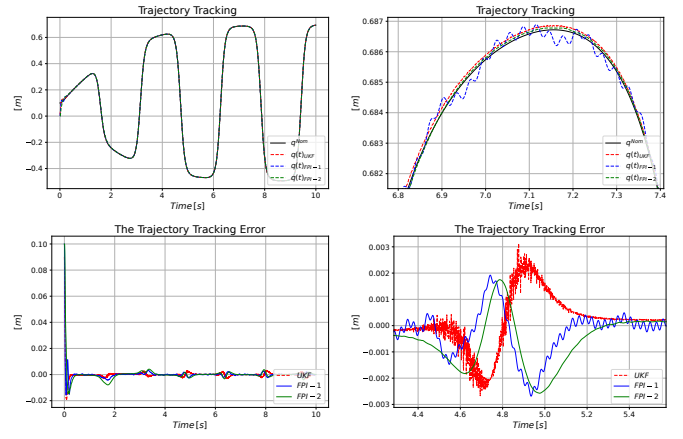 Trajectory Tracking
0.6
0.4
0.2
0.0
-0.2
-0.4
[m]
0 2 4 6 8 10
Time [s]
q^Nom
q(t)_UKF
q(t)_FPI-1
q(t)_FPI-2
Trajectory Tracking
0.687
0.686
0.685
0.684
0.683
0.682
[m]
6.8 6.9 7.0 7.1 7.2 7.3 7.4
Time [s]
q^Nom
q(t)_UKF
q(t)_FPI-1
q(t)_FPI-2
The Trajectory Tracking Error
0.10
0.08
0.06
0.04
0.02
0.00
-0.02
[m]
0 2 4 6 8 10
Time [s]
UKF
FPI-1
FPI-2
The Trajectory Tracking Error
0.003
0.002
0.001
0.000
-0.001
-0.002
-0.003
[m]
4.4 4.6 4.8 5.0 5.2 5.4
Time [s]
UKF
FPI-1
FPI-2